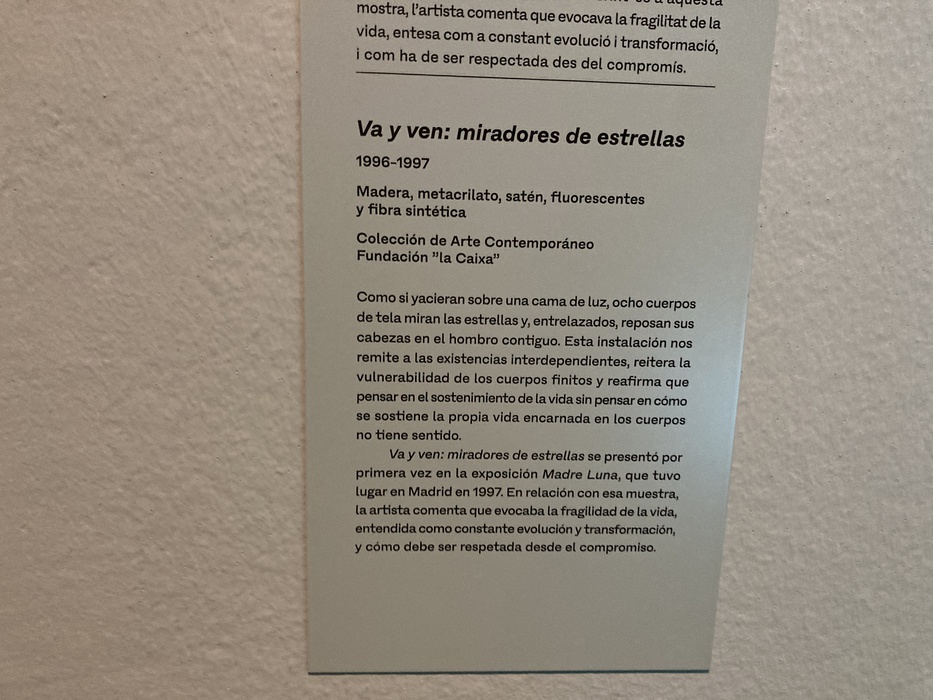 mostra, l'artista comenta que evocava la fragilitat de la
vida, entesa com a constant evolució i transformació,
i com ha de ser respectada des del compromís.
Va y ven: miradores de estrellas
1996-1997
Madera, metacrilato, satén, fluorescentes
y fibra sintética
Colección de Arte Contemporáneo
Fundación ”la Caixa”
Como si yacieran sobre una cama de luz, ocho cuerpos
de tela miran las estrellas y, entrelazados, reposan sus
cabezas en el hombro contiguo. Esta instalación nos
remite a las existencias interdependientes, reitera la
vulnerabilidad de los cuerpos finitos y reafirma que
pensar en el sostenimiento de la vida sin pensar en cómo
se sostiene la propia vida encarnada en los cuerpos
no tiene sentido.
Va y ven: miradores de estrellas se presentó por
primera vez en la exposición Madre Luna, que tuvo
lugar en Madrid en 1997. En relación con esa muestra,
la artista comenta que evocaba la fragilidad de la vida,
entendida como constante evolución y transformación,
y cómo debe ser respetada desde el compromiso.